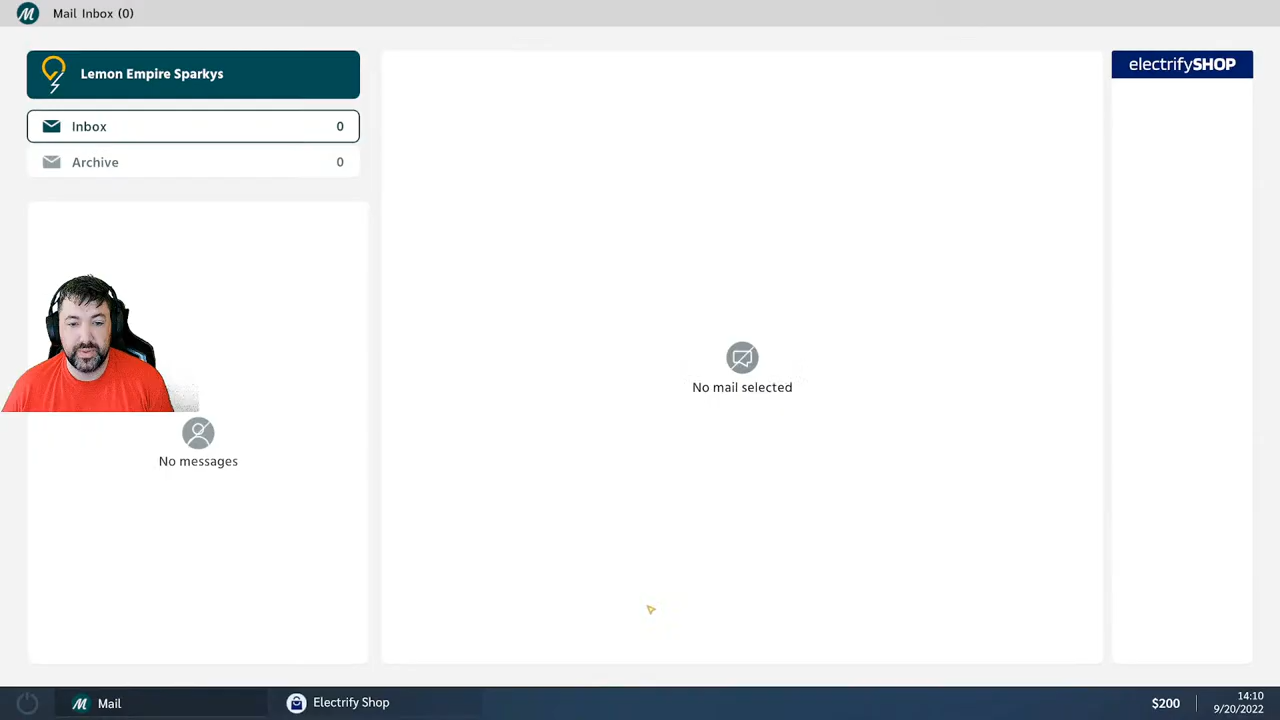 Mail Inbox (0)
Lemon Empire Sparkys
Inbox 0
Archive 0
No messages
No mail selected
electrifySHOP
Mail
Electrify Shop
$200
14:10
9/20/2022